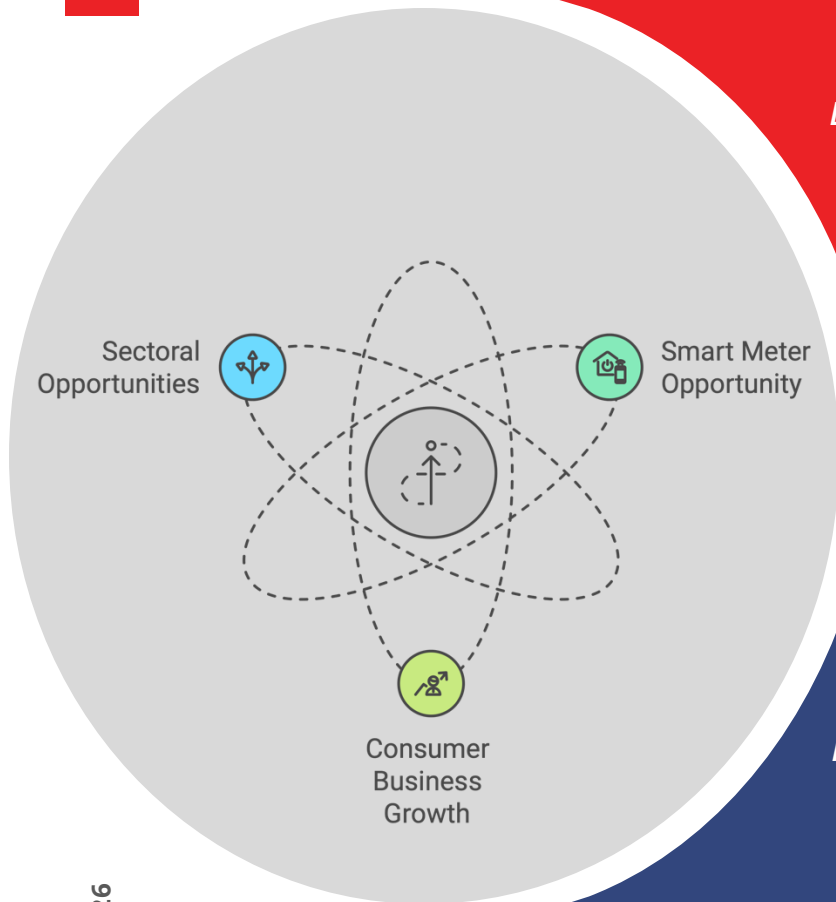 Sectoral
Opportunities
Smart Meter
Opportunity
Consumer
Business
Growth